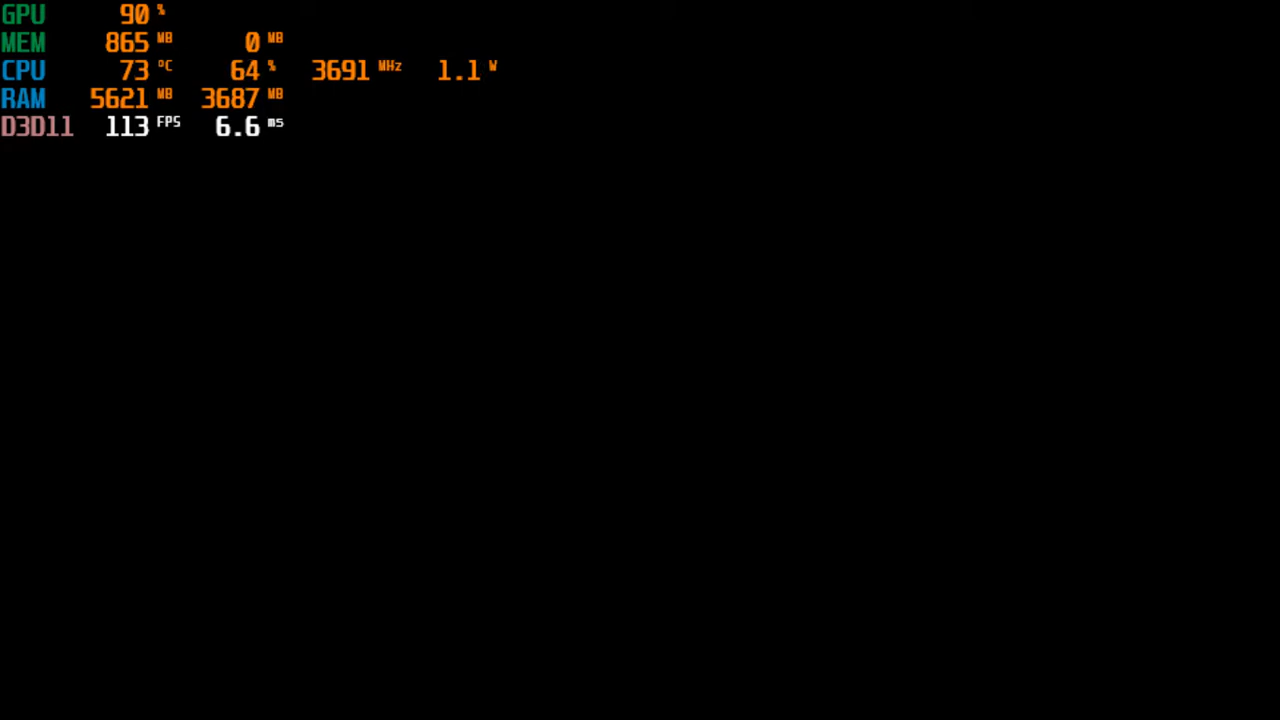 GPU 90 %
MEM 865 MB 0 MB
CPU 73 °C 64 % 3691 MHz 1.1 W
RAM 5621 MB 3687 MB
D3D11 113 FPS 6.6 ms